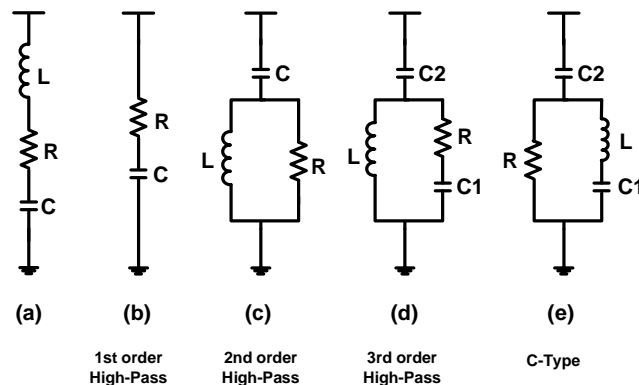 L
R
C
R
C
C
L
R
C2
L
R
C1
C2
R
L
C1
(a)
(b)
(c)
(d)
(e)
1st order
High-Pass
2nd order
High-Pass
3rd order
High-Pass
C-Type